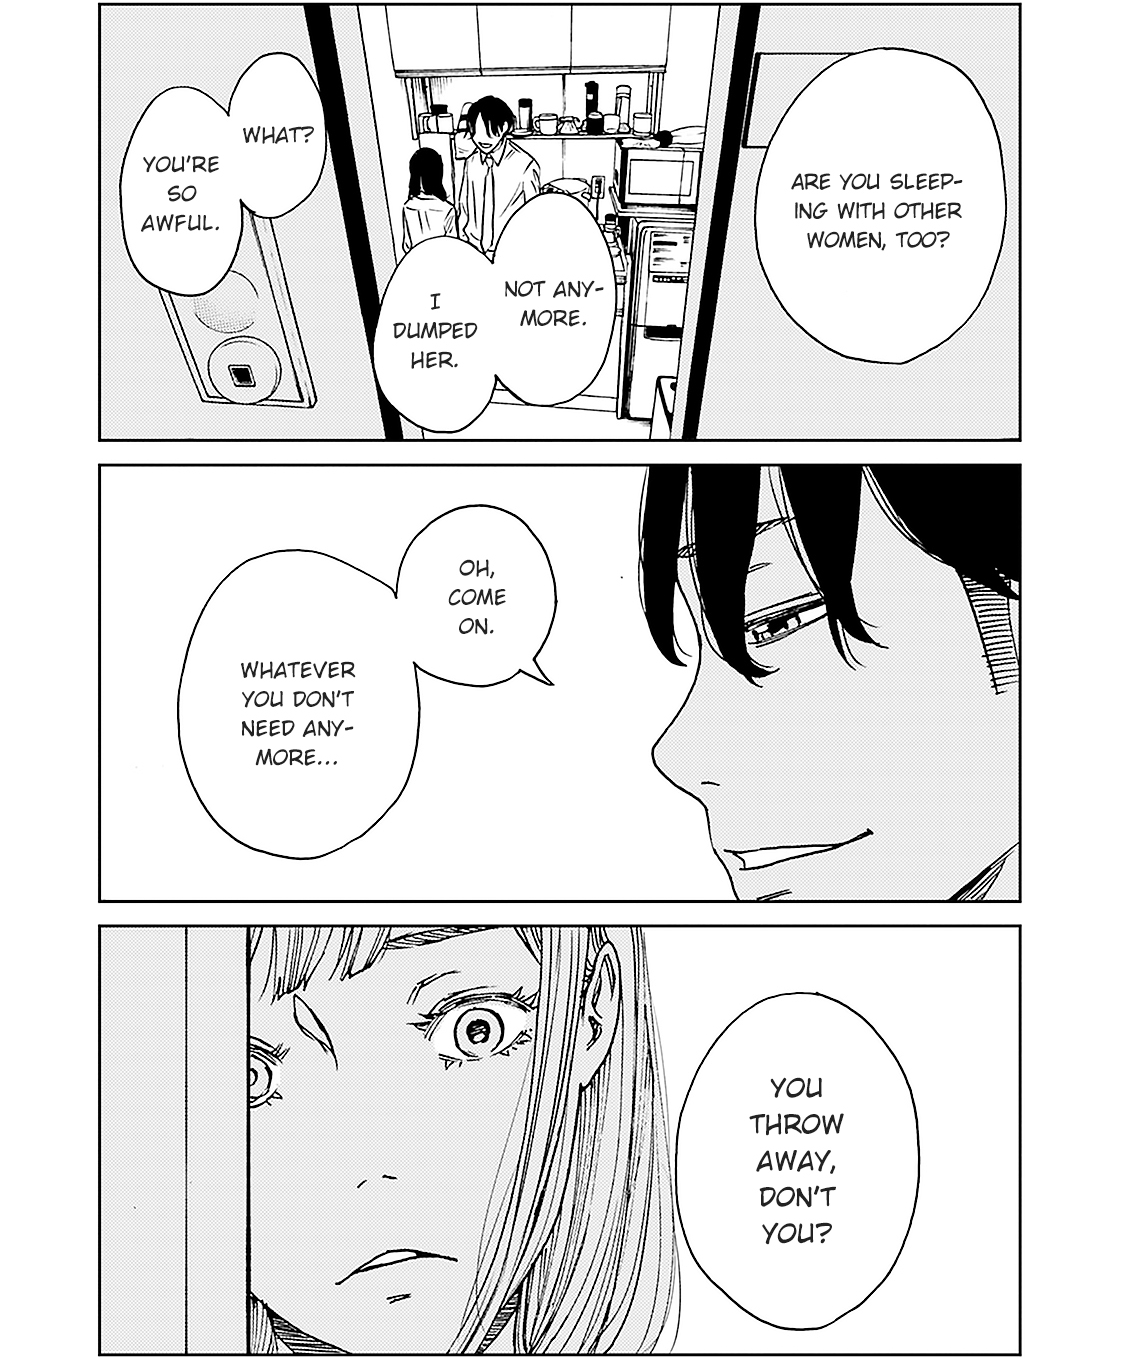 ARE YOU SLEEP-
ING WITH OTHER
WOMEN, TOO?
NOT ANY-
MORE.
I
DUMPED
HER.
WHAT?
YOU'RE
SO
AWFUL.
OH,
COME
ON.
WHATEVER
YOU DON'T
NEED ANY-
MORE...
YOU
THROW
AWAY,
DON'T
YOU?